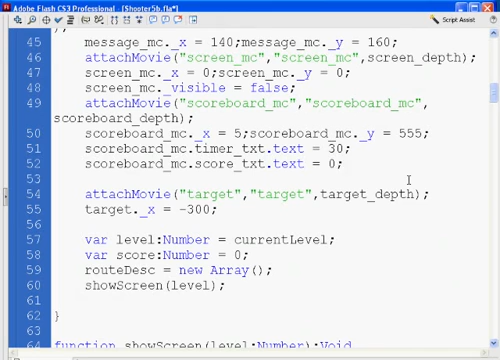 Adobe Flash CS3 Professional - [Shooter5b.fla*]
Script Assist
};
45 message_mc._x = 140;message_mc._y = 160;
46 attachMovie("screen_mc","screen_mc",screen_depth);
47 screen_mc._x = 0;screen_mc._y = 0;
48 screen_mc._visible = false;
49 attachMovie("scoreboard_mc","scoreboard_mc",
scoreboard_depth);
50 scoreboard_mc._x = 5;scoreboard_mc._y = 555;
51 scoreboard_mc.timer_txt.text = 30;
52 scoreboard_mc.score_txt.text = 0;
53
54 attachMovie("target","target",target_depth);
55 target._x = -300;
56
57 var level:Number = currentLevel;
58 var score:Number = 0;
59 routeDesc = new Array();
60 showScreen(level);
61
62 }
63
64 function showScreen(level:Number):Void